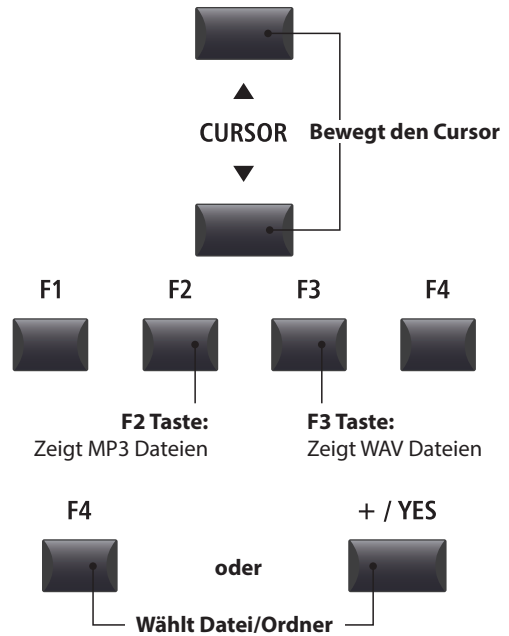 ▲
CURSOR Bewegt den Cursor
▼
F1 F2 F3 F4
F2 Taste: F3 Taste:
Zeigt MP3 Dateien Zeigt WAV Dateien
F4 + / YES
oder
Wählt Datei/Ordner